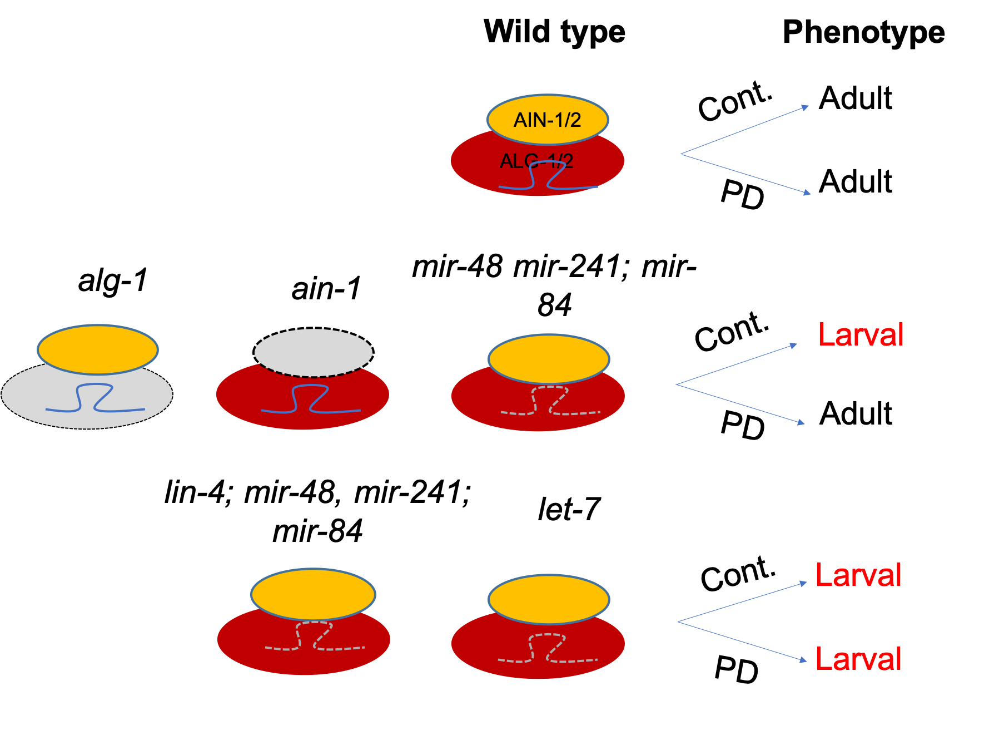 Wild type
Phenotype
Cont.
Adult
AIN-1/2
ALG-1/2
Adult
PD
alg-1
ain-1
mir-48 mir-241; mir-
84
Cont.
Larval
Adult
PD
lin-4; mir-48, mir-241;
mir-84
let-7
Cont.
Larval
Larval
PD